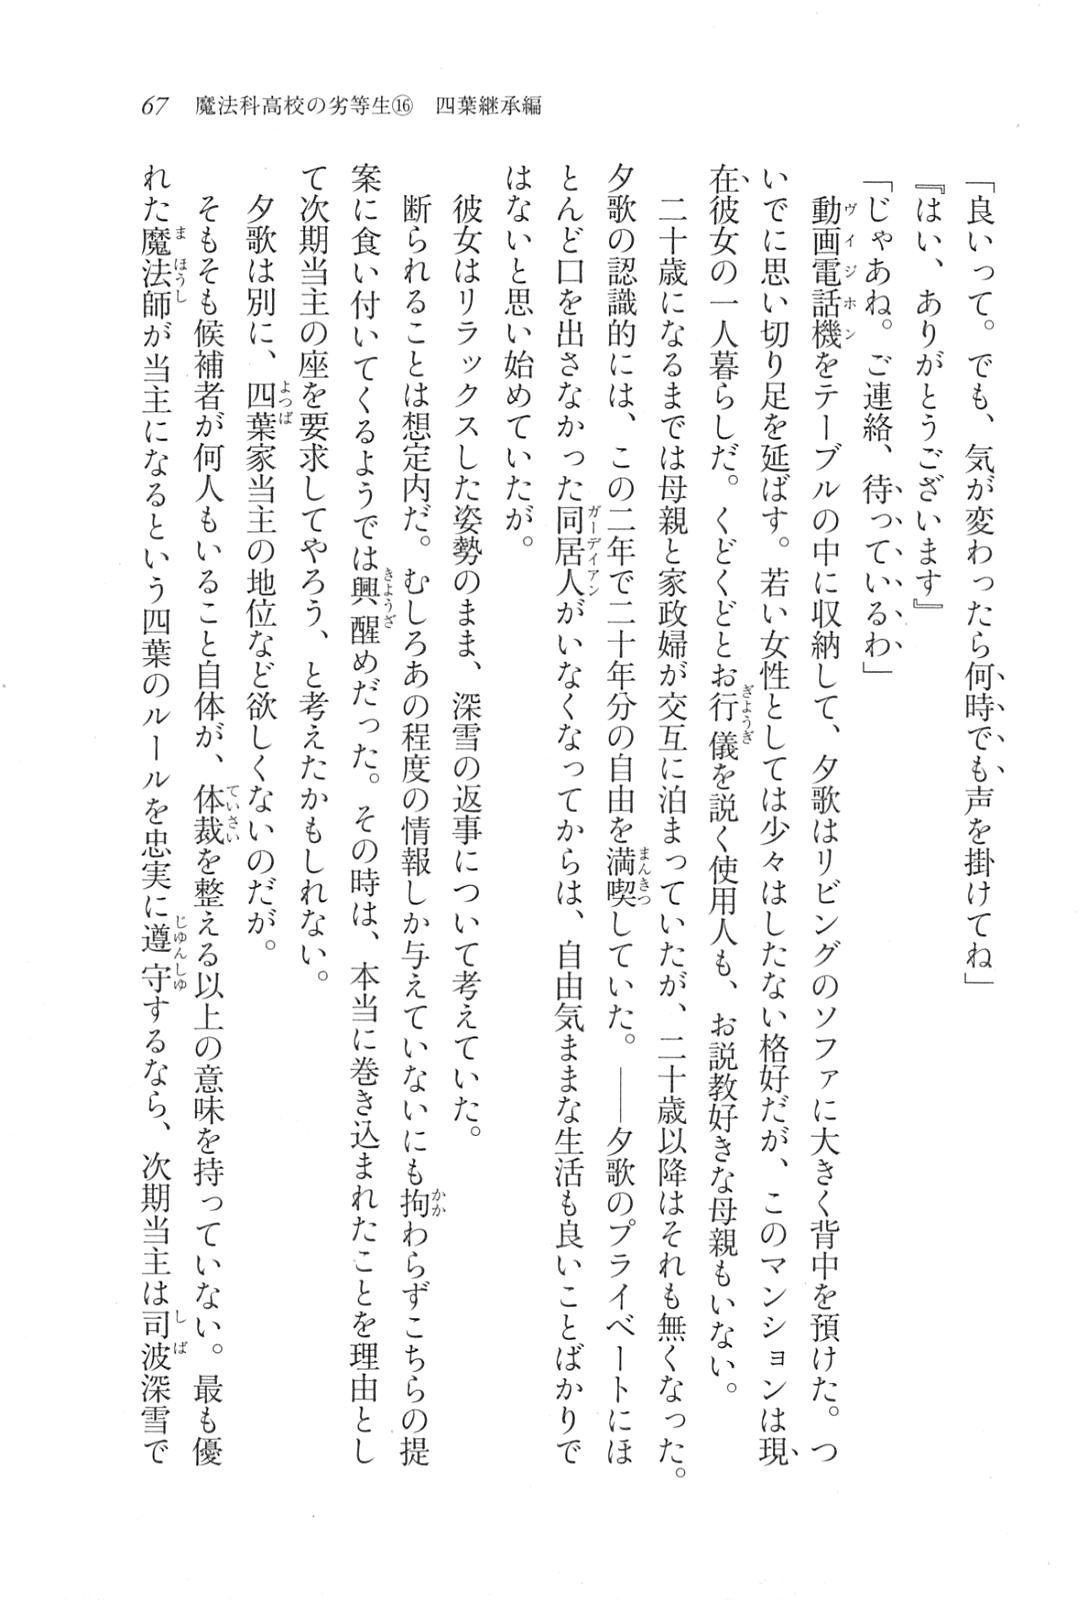 67 魔法科高校の劣等生⑯ 四葉継承編
「良いって。でも、気が変わったら何時でも声を掛けてね」
『はい、ありがとうございます』
「じゃあね。ご連絡、待っているわ」
動画電話機をテーブルの中に収納して、夕歌はリビングのソファに大きく背中を預けた。つ
いでに思い切り足を延ばす。若い女性としては少々はしたない格好だが、このマンションは現
在彼女の一人暮らしだ。くどくどとお行儀を説く使用人も、お説教好きな母親もいない。
二十歳になるまでは母親と家政婦が交互に泊まっていたが、二十歳以降はそれも無くなった。
夕歌の認識的には、この二年で二十年分の自由を満喫していた。――夕歌のプライベートにほ
とんど口を出さなかった同居人がいなくなってからは、自由気ままな生活も良いことばかりで
はないと思い始めていたが。
彼女はリラックスした姿勢のまま、深雪の返事について考えていた。
断られることは想定内だ。むしろあの程度の情報しか与えていないにも拘わらずこちらの提
案に食い付いてくるようでは興醒めだった。その時は、本当に巻き込まれたことを理由とし
て次期当主の座を要求してやろう、と考えたかもしれない。
夕歌は別に、四葉家当主の地位など欲しくないのだが。
そもそも候補者が何人もいること自体が、体裁を整える以上の意味を持っていない。最も優
れた魔法師が当主になるという四葉のルールを忠実に遵守するなら、次期当主は司波深雪で